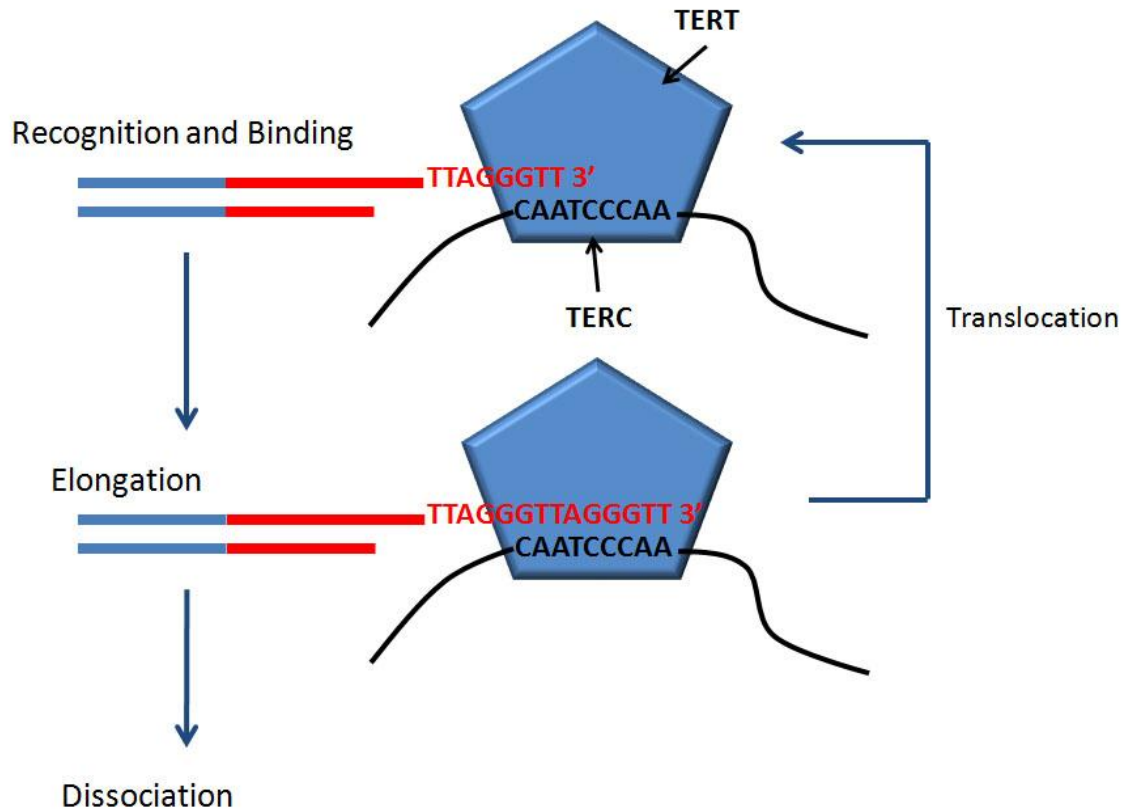 TERT
Recognition and Binding
TTAGGGTT 3’
CAATCCCAA
TERC
Translocation
Elongation
TTAGGGTTAGGGTT 3’
CAATCCCAA
Dissociation